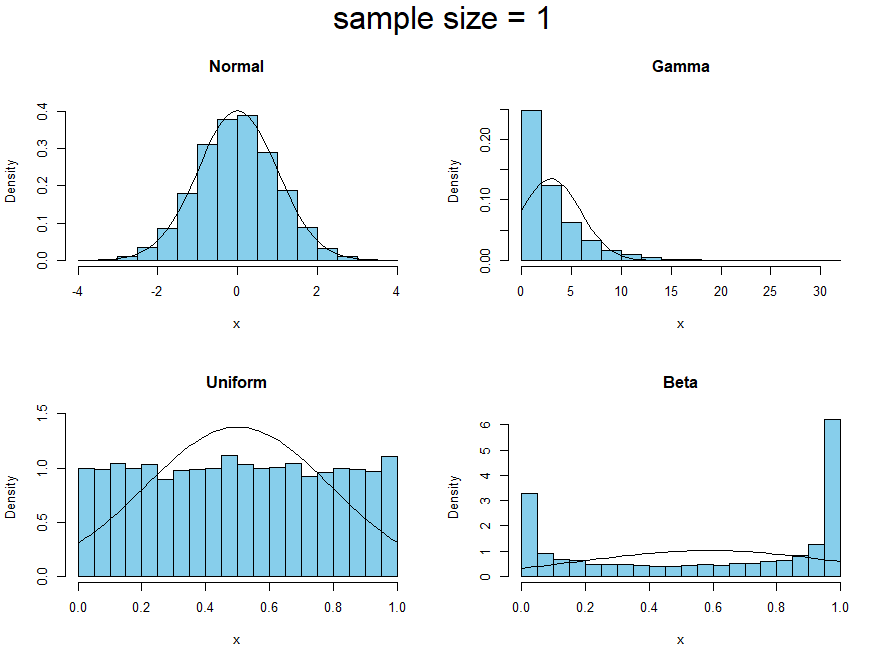 sample size = 1
Normal
Density
0.0 0.1 0.2 0.3 0.4
-4 -2 0 2 4
x
Gamma
Density
0.00 0.10 0.20
0 5 10 15 20 25 30
x
Uniform
Density
0.0 0.5 1.0 1.5
0.0 0.2 0.4 0.6 0.8 1.0
x
Beta
Density
0 1 2 3 4 5 6
0.0 0.2 0.4 0.6 0.8 1.0
x